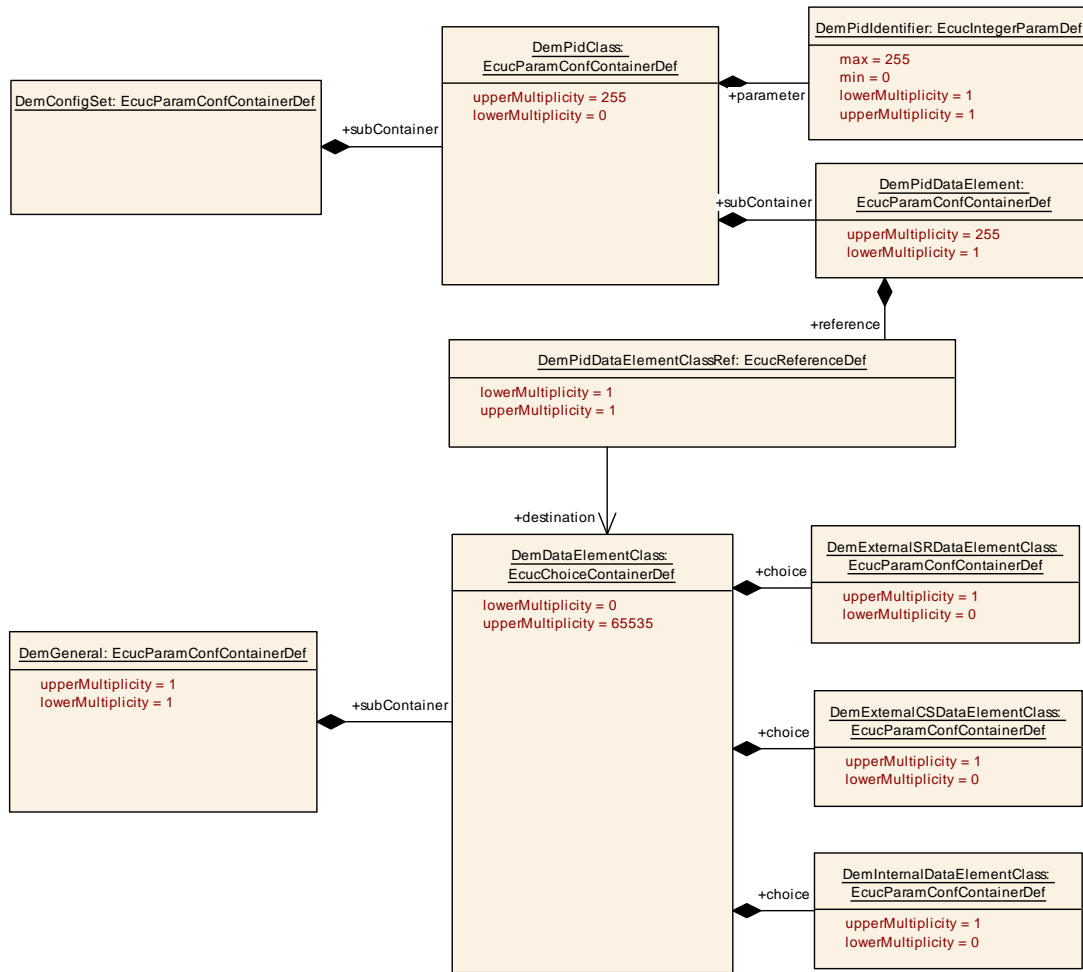 DemPidClass:
EcucParamConfContainerDef
upperMultiplicity = 255
lowerMultiplicity = 0
DemPidIdentifier: EcucIntegerParamDef
max = 255
min = 0
lowerMultiplicity = 1
upperMultiplicity = 1
+parameter
DemConfigSet: EcucParamConfContainerDef
+subContainer
DemPidDataElement:
EcucParamConfContainerDef
upperMultiplicity = 255
lowerMultiplicity = 1
+subContainer
+reference
DemPidDataElementClassRef: EcucReferenceDef
lowerMultiplicity = 1
upperMultiplicity = 1
+destination
DemDataElementClass:
EcucChoiceContainerDef
lowerMultiplicity = 0
upperMultiplicity = 65535
+choice
DemExternalSRDataElementClass:
EcucParamConfContainerDef
upperMultiplicity = 1
lowerMultiplicity = 0
DemGeneral: EcucParamConfContainerDef
upperMultiplicity = 1
lowerMultiplicity = 1
+subContainer
+choice
DemExternalCSDataElementClass:
EcucParamConfContainerDef
upperMultiplicity = 1
lowerMultiplicity = 0
+choice
DemInternalDataElementClass:
EcucParamConfContainerDef
upperMultiplicity = 1
lowerMultiplicity = 0